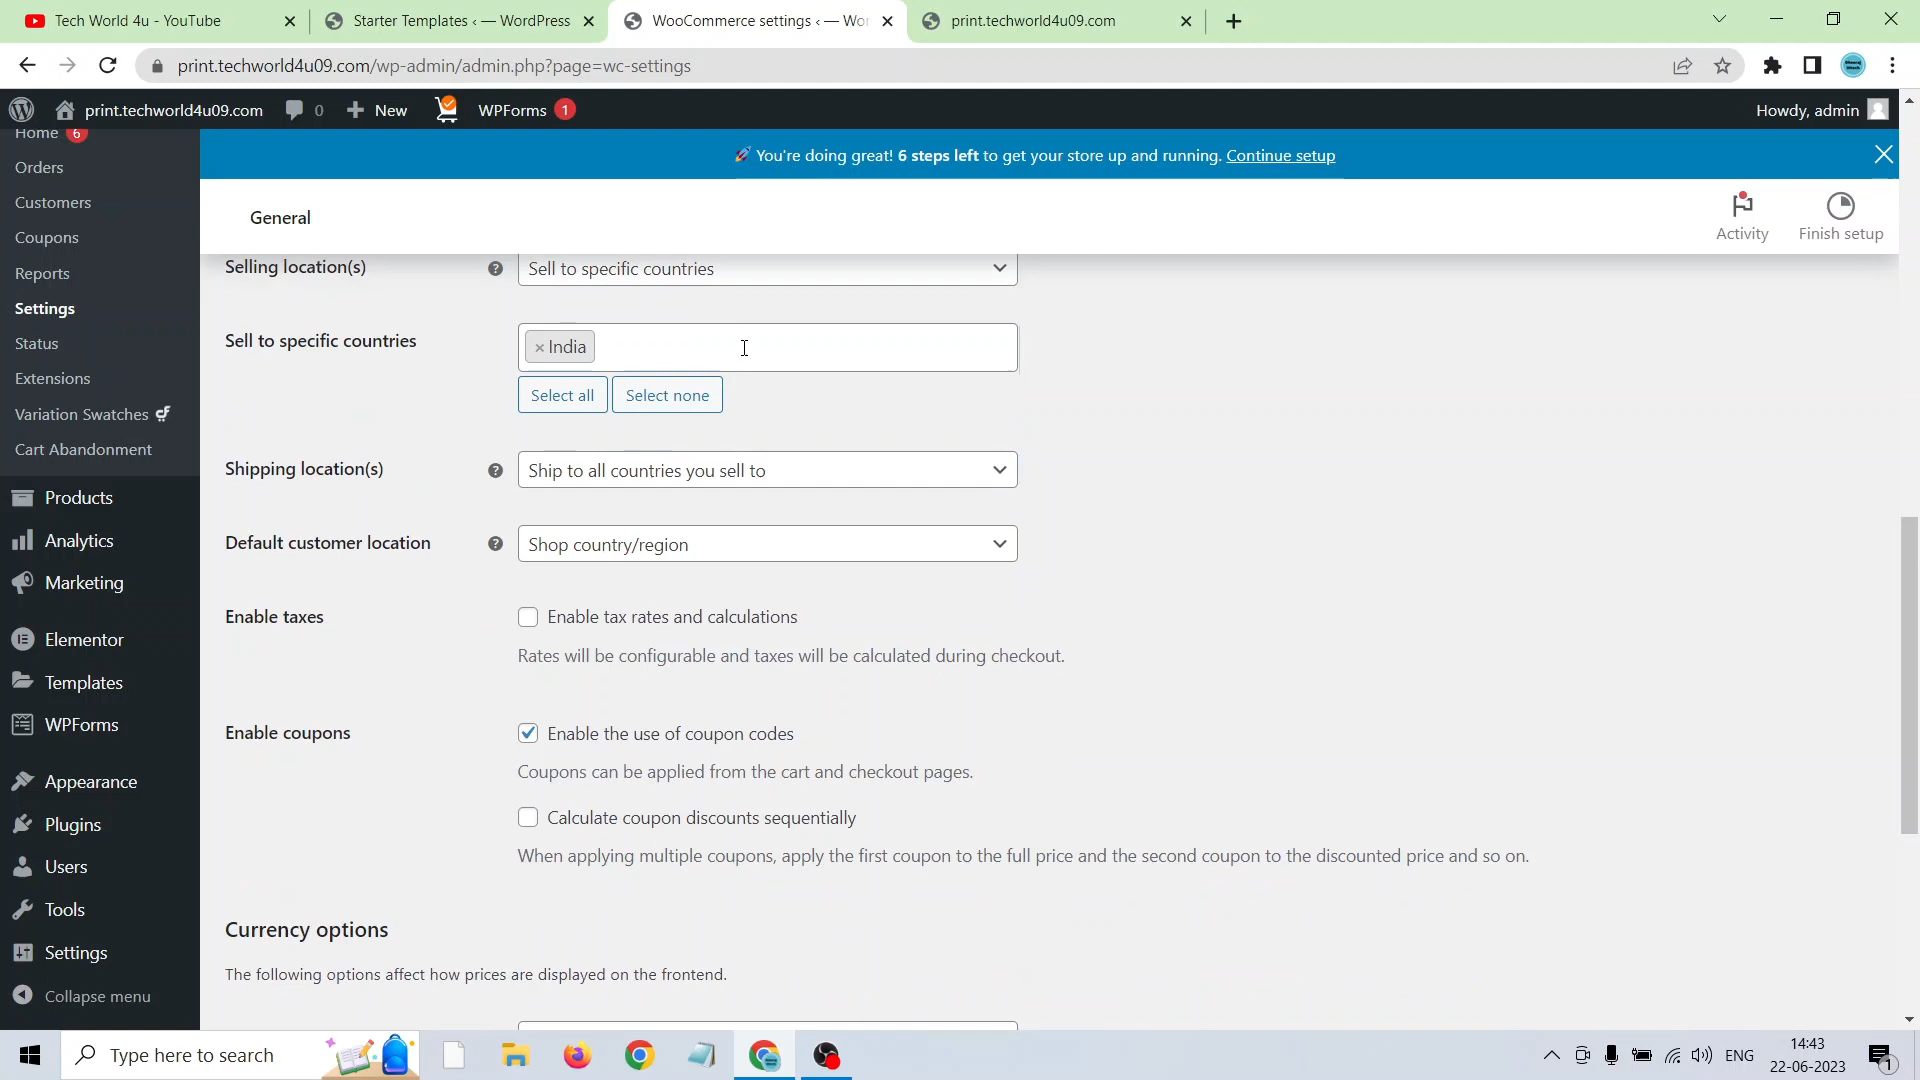 Tech World 4u - YouTube
Starter Templates ‹ — WordPress
WooCommerce settings ‹ — Wor
print.techworld4u09.com
print.techworld4u09.com/wp-admin/admin.php?page=wc-settings
print.techworld4u09.com
0
New
WPForms
1
Howdy, admin
Home
6
Orders
Customers
Coupons
Reports
Settings
Status
Extensions
Variation Swatches
Cart Abandonment
Products
Analytics
Marketing
Elementor
Templates
WPForms
Appearance
Plugins
Users
Tools
Settings
Collapse menu
🚀 You're doing great! 6 steps left to get your store up and running. Continue setup
General
Activity
Finish setup
Selling location(s)
?
Sell to specific countries
Sell to specific countries
× India
Select all
Select none
Shipping location(s)
?
Ship to all countries you sell to
Default customer location
?
Shop country/region
Enable taxes
Enable tax rates and calculations
Rates will be configurable and taxes will be calculated during checkout.
Enable coupons
Enable the use of coupon codes
Coupons can be applied from the cart and checkout pages.
Calculate coupon discounts sequentially
When applying multiple coupons, apply the first coupon to the full price and the second coupon to the discounted price and so on.
Currency options
The following options affect how prices are displayed on the frontend.
Type here to search
ENG
14:43
22-06-2023
1